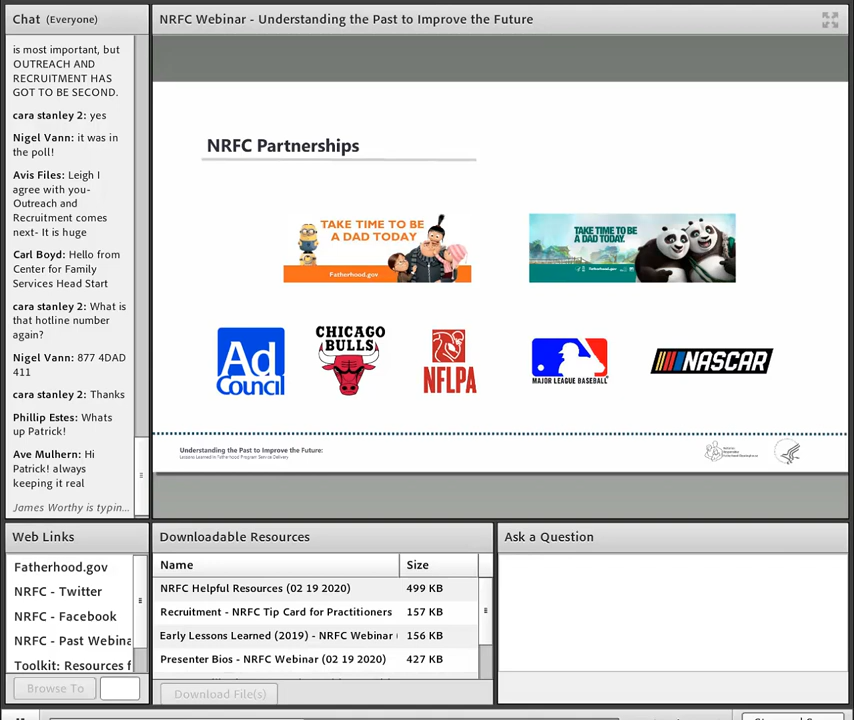 Chat (Everyone)
is most important, but
OUTREACH AND
RECRUITMENT HAS
GOT TO BE SECOND.
cara stanley 2: yes
Nigel Vann: it was in
the poll!
Avis Files: Leigh I
agree with you-
Outreach and
Recruitment comes
next- It is huge
Carl Boyd: Hello from
Center for Family
Services Head Start
cara stanley 2: What is
that hotline number
again?
Nigel Vann: 877 4DAD
411
cara stanley 2: Thanks
Phillip Estes: Whats
up Patrick!
Ave Mulhern: Hi
Patrick! always
keeping it real
James Worthy is typin...
NRFC Webinar - Understanding the Past to Improve the Future
NRFC Partnerships
TAKE TIME TO BE
A DAD TODAY
Fatherhood.gov
TAKE TIME TO BE
A DAD TODAY.
Fatherhood.gov
Ad
Council
CHICAGO
BULLS
NFLPA
MAJOR LEAGUE BASEBALL
NASCAR
Understanding the Past to Improve the Future:
Lessons Learned in Fatherhood Program Service Delivery
Web Links
Fatherhood.gov
NRFC - Twitter
NRFC - Facebook
NRFC - Past Webina
Toolkit: Resources f
Browse To
Downloadable Resources
Name Size
NRFC Helpful Resources (02 19 2020) 499 KB
Recruitment - NRFC Tip Card for Practitioners 157 KB
Early Lessons Learned (2019) - NRFC Webinar 156 KB
Presenter Bios - NRFC Webinar (02 19 2020) 427 KB
Download File(s)
Ask a Question